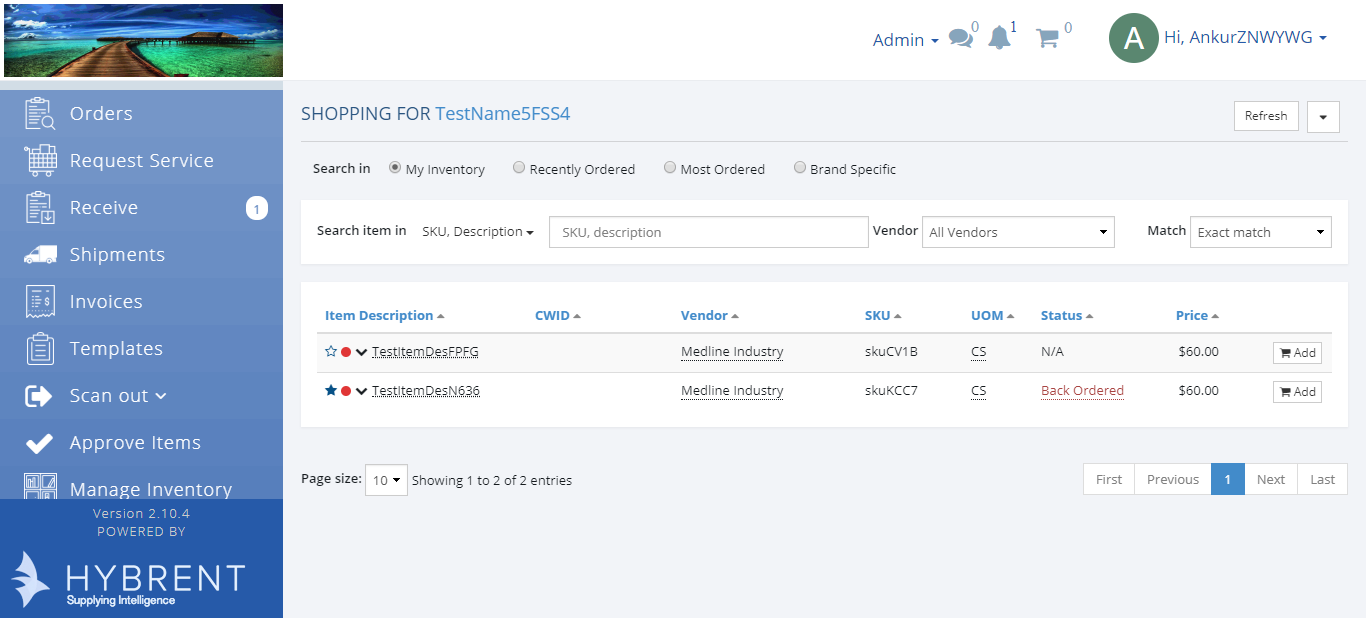 Admin 0 1 0 A Hi, AnkurZNWYWG
Orders
Request Service
Receive 1
Shipments
Invoices
Templates
Scan out
Approve Items
Manage Inventory
Version 2.10.4
POWERED BY
HYBRENT
Supplying Intelligence
SHOPPING FOR TestName5FSS4 Refresh
Search in My Inventory Recently Ordered Most Ordered Brand Specific
Search item in SKU, Description SKU, description Vendor All Vendors Match Exact match
Item Description CWID Vendor SKU UOM Status Price
TestItemDesFPFG Medline Industry skuCV1B CS N/A $60.00 Add
TestItemDesN636 Medline Industry skuKCC7 CS Back Ordered $60.00 Add
Page size: 10 Showing 1 to 2 of 2 entries First Previous 1 Next Last